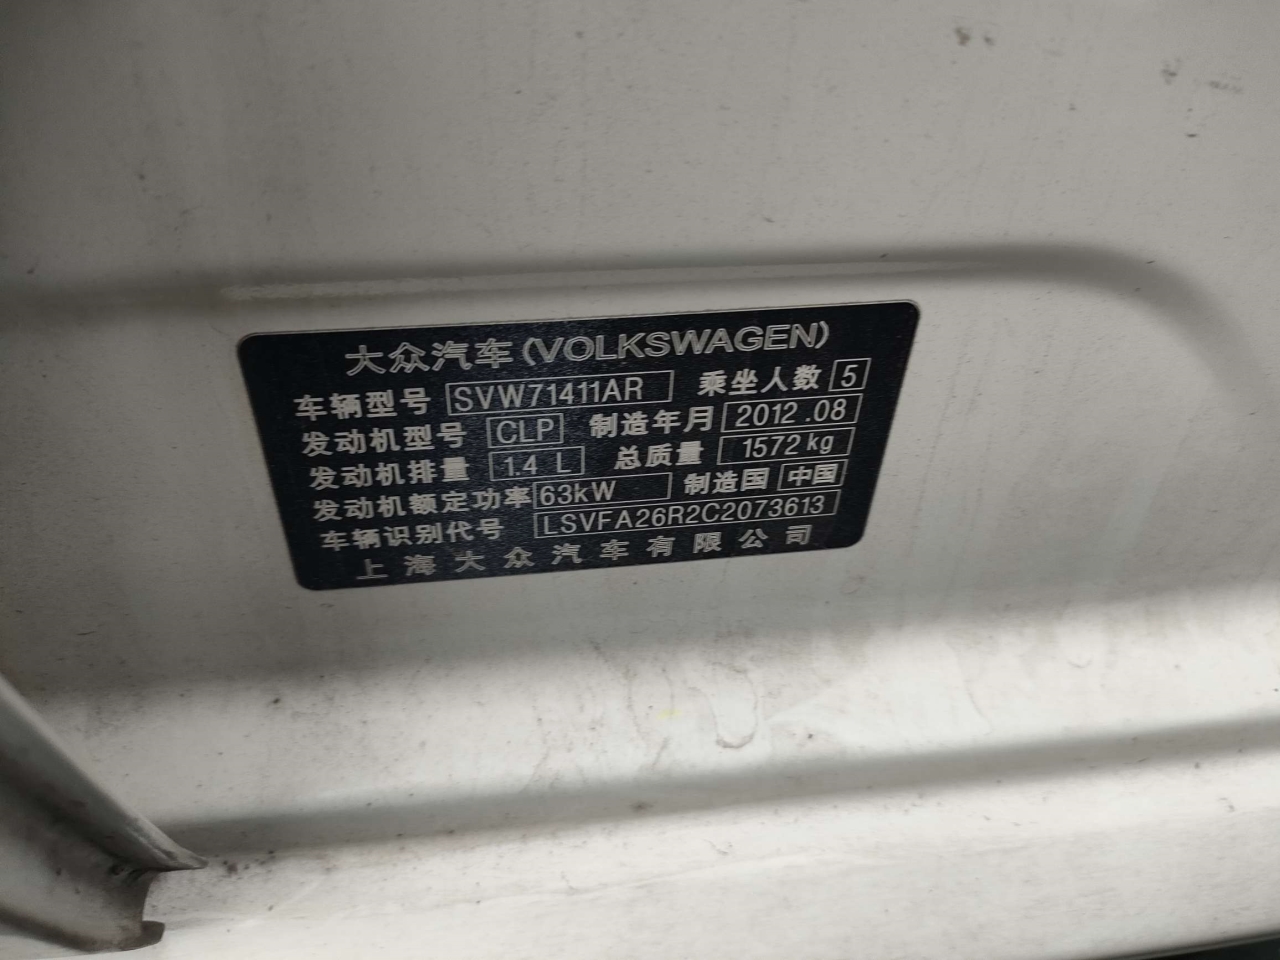 大众汽车(VOLKSWAGEN)
车辆型号 SVW71411AR 乘坐人数 5
发动机型号 CLP 制造年月 2012.08
发动机排量 1.4 L 总质量 1572kg
发动机额定功率 63kW 制造国 中国
车辆识别代号 LSVFA26R2C2073613
上海大众汽车有限公司